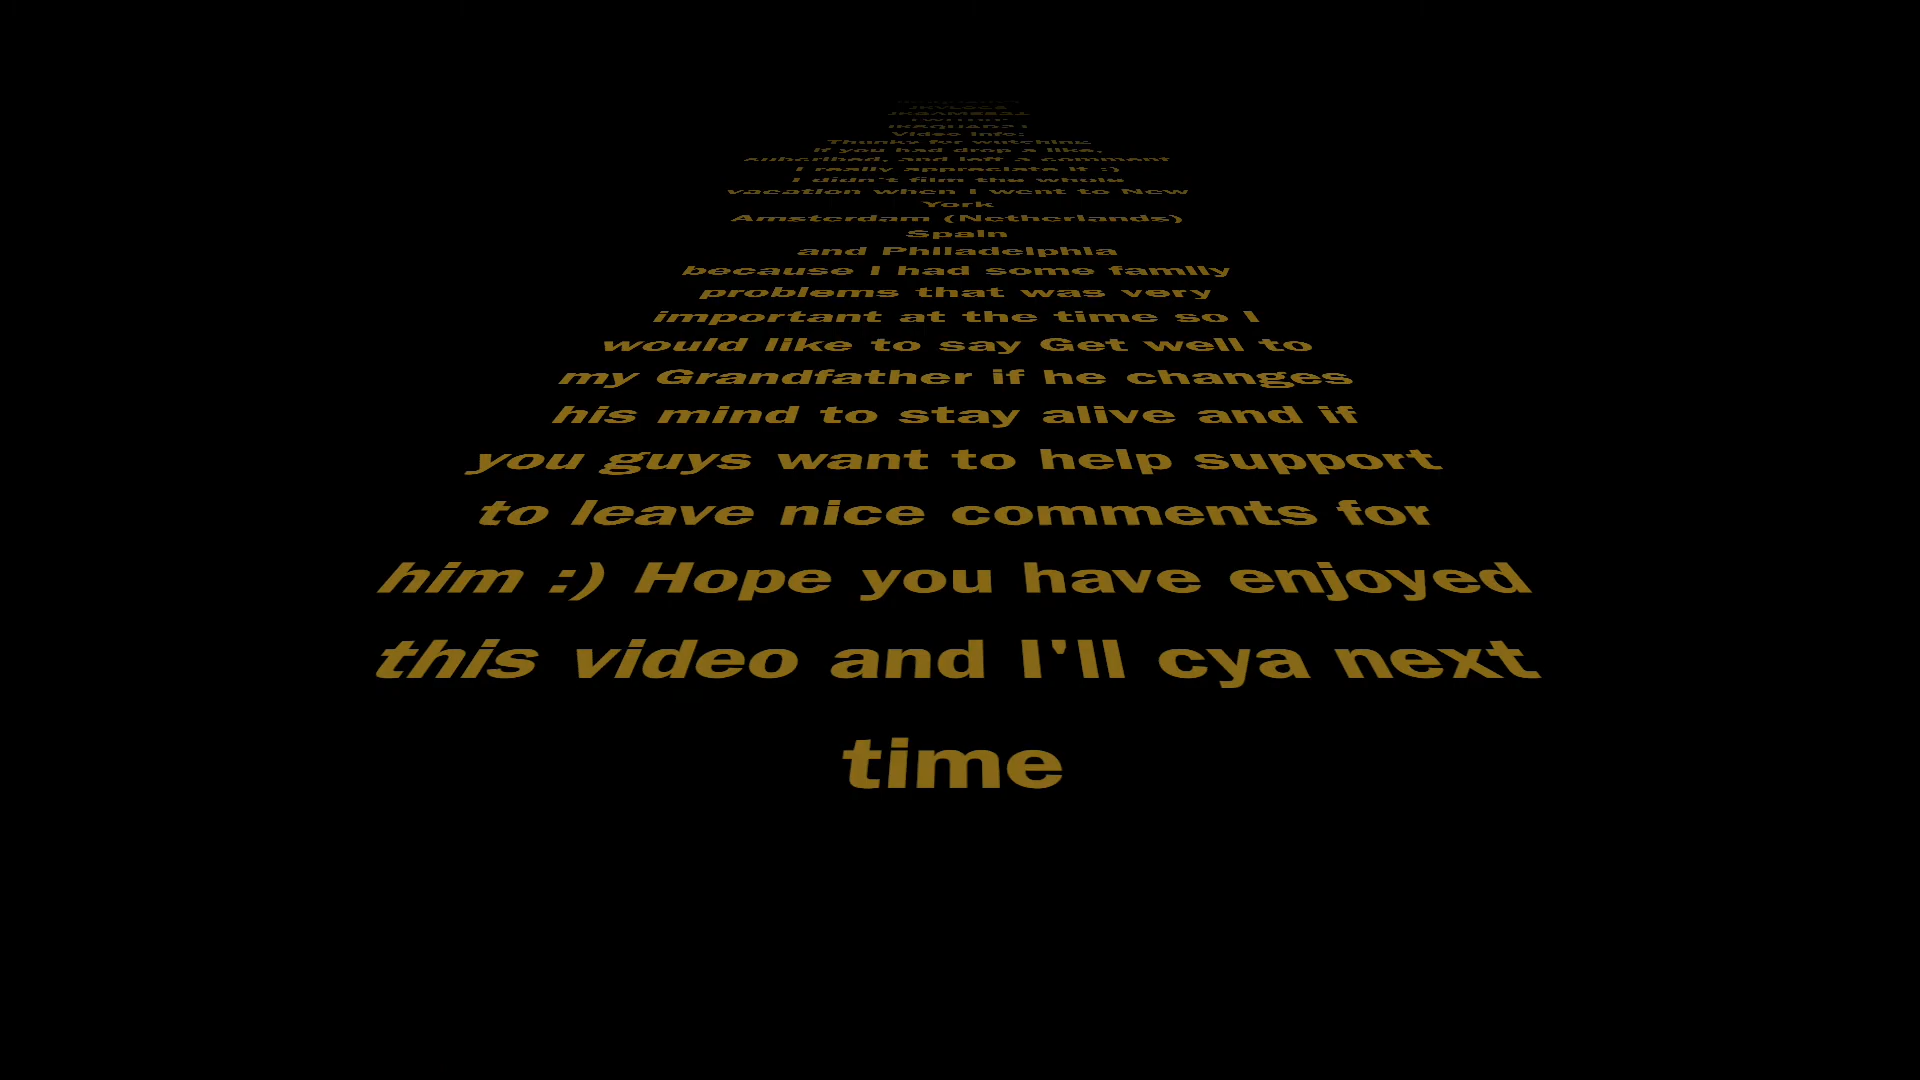 Video Info:
Thanks for watching
if you had drop a like,
subcribed, and left a comment
I really appreciate it :)
I didn't film the whole
vacation when I went to New
York
Amsterdam (Netherlands)
Spain
and Philadelphia
because I had some family
problems that was very
important at the time so I
would like to say Get well to
my Grandfather if he changes
his mind to stay alive and if
you guys want to help support
to leave nice comments for
him :) Hope you have enjoyed
this video and I'll cya next
time